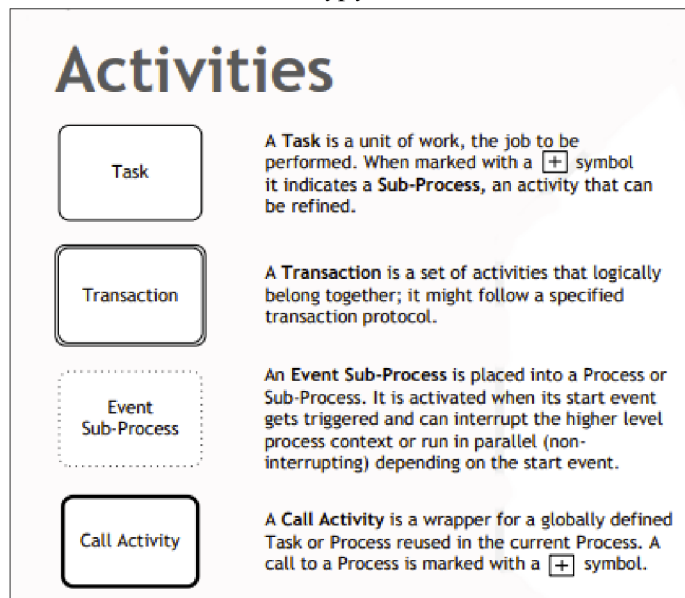 Activities
Task
A Task is a unit of work, the job to be
performed. When marked with a + symbol
it indicates a Sub-Process, an activity that can
be refined.
Transaction
A Transaction is a set of activities that logically
belong together; it might follow a specified
transaction protocol.
Event
Sub-Process
An Event Sub-Process is placed into a Process or
Sub-Process. It is activated when its start event
gets triggered and can interrupt the higher level
process context or run in parallel (non-
interrupting) depending on the start event.
Call Activity
A Call Activity is a wrapper for a globally defined
Task or Process reused in the current Process. A
call to a Process is marked with a + symbol.